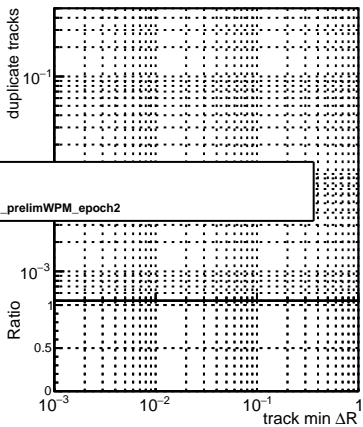 duplicate tracks
10⁻¹
_prelimWPM_epoch2
10⁻³
Ratio
1
0.5
0
10⁻³ 10⁻² 10⁻¹ 1
track min ΔR